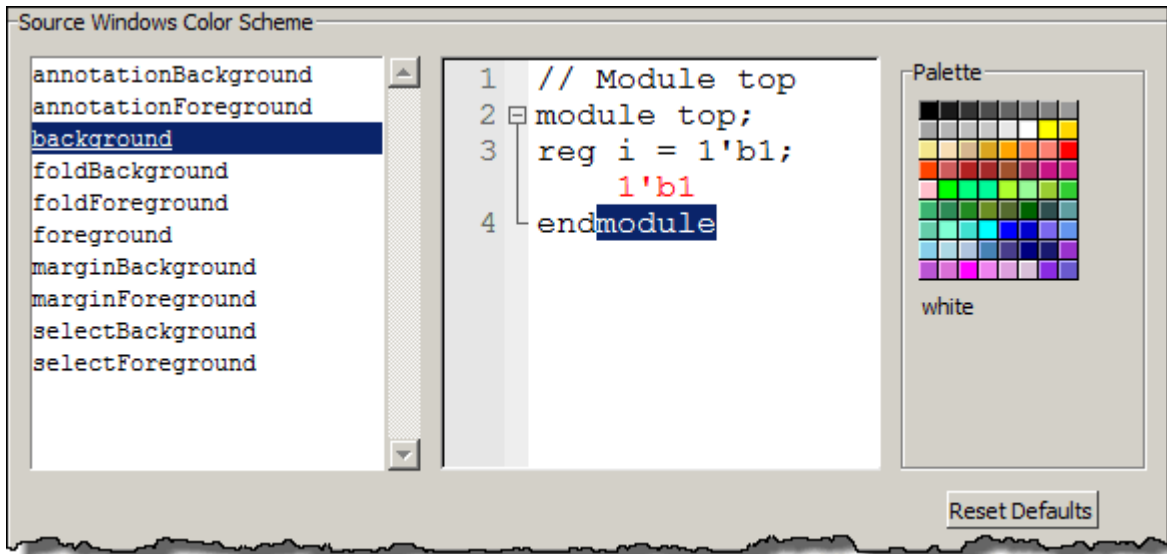 Source Windows Color Scheme
annotationBackground
annotationForeground
background
foldBackground
foldForeground
foreground
marginBackground
marginForeground
selectBackground
selectForeground
1 // Module top
2 module top;
3 reg i = 1'b1;
1'b1
4 endmodule
Palette
white
Reset Defaults